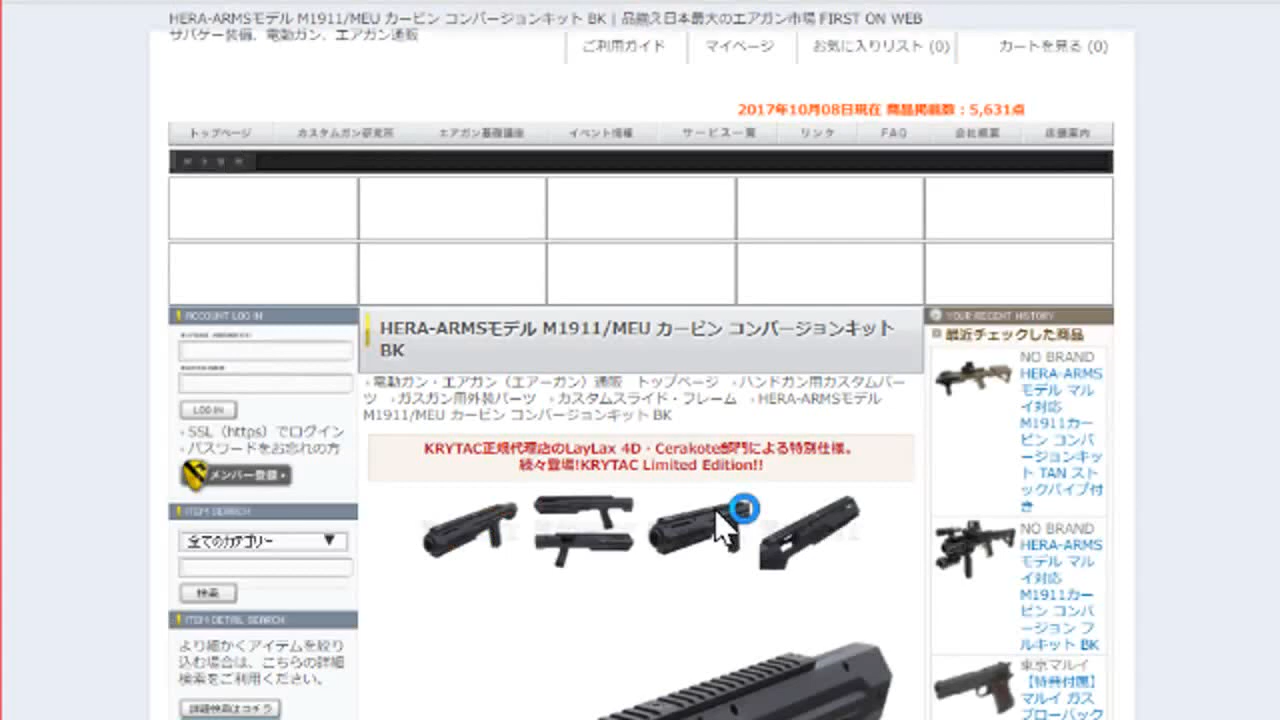 HERA-ARMSモデル M1911/MEU カービン コンバージョンキット BK | 品揃え日本最大のエアガン市場 FIRST ON WEB
サバゲー装備、電動ガン、エアガン通販
ご利用ガイド
マイページ
お気に入りリスト (0)
カートを見る (0)
2017年10月08日現在 商品掲載数：5,631点
トップページ
カスタムガン研究所
エアガン基礎講座
イベント情報
サービス一覧
リンク
FAQ
会社概要
店舗案内
ACCOUNT LOG IN
LOG IN
› SSL（https）でログイン
› パスワードをお忘れの方
メンバー登録
ITEM SEARCH
全てのカテゴリー
検索
ITEM DETAIL SEARCH
より細かくアイテムを絞り
込む場合は、こちらの詳細
検索をご利用ください。
詳細検索はコチラ
HERA-ARMSモデル M1911/MEU カービン コンバージョンキット
BK
›電動ガン・エアガン（エアーガン）通販　トップページ　›ハンドガン用カスタムパー
ツ　›ガスガン用外装パーツ　›カスタムスライド・フレーム　›HERA-ARMSモデル
M1911/MEU カービン コンバージョンキット BK
KRYTAC正規代理店のLayLax 4D・Cerakote部門による特別仕様。
続々登場!KRYTAC Limited Edition!!
YOUR RECENT HISTORY
最近チェックした商品
NO BRAND
HERA-ARMS
モデル マル
イ対応
M1911カー
ビン コンバ
ージョンキッ
ト TAN スト
ックパイプ付
き
NO BRAND
HERA-ARMS
モデル マル
イ対応
M1911カー
ビン コンバ
ージョン フ
ルキット BK
東京マルイ
【特典付属】
マルイ ガス
ブローバック